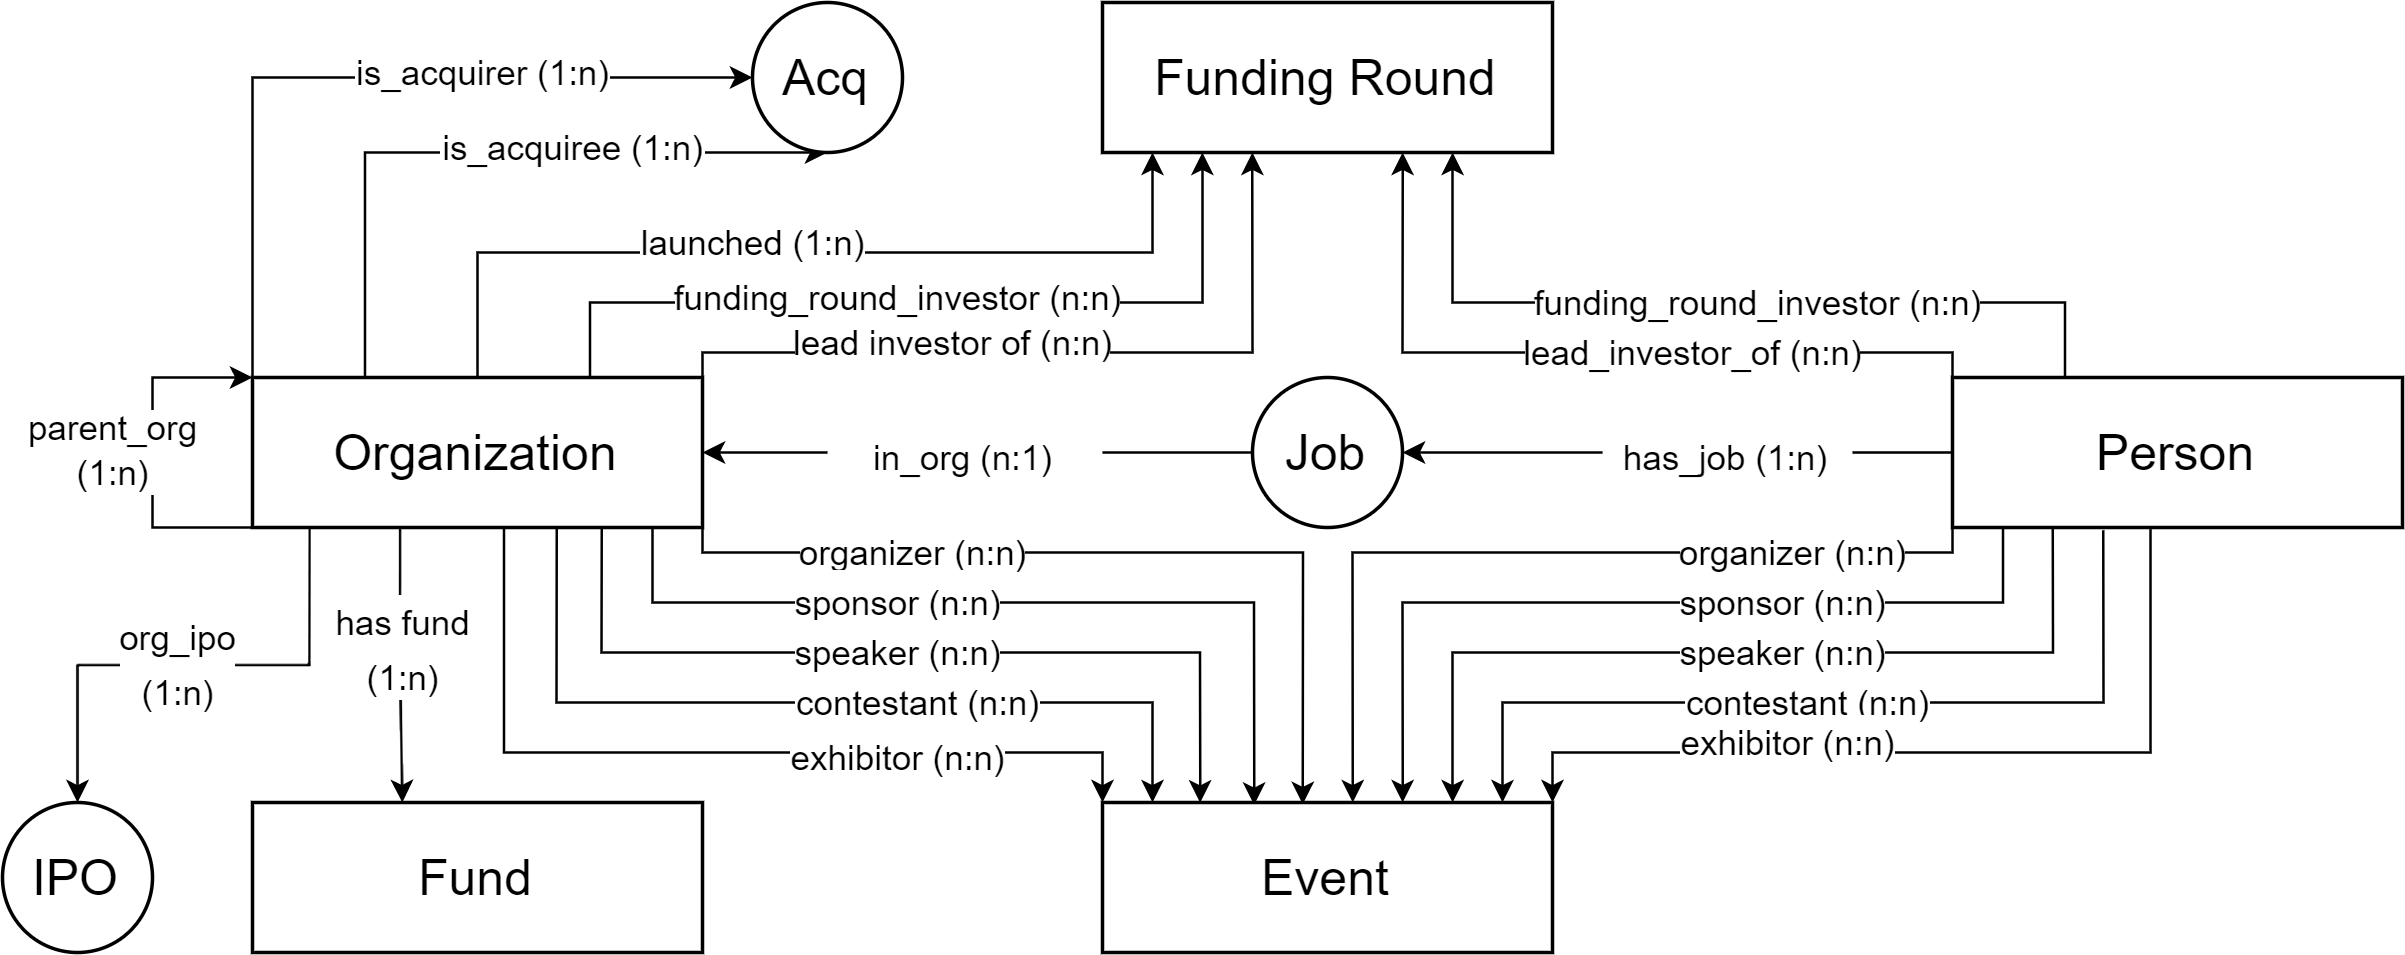 is_acquirer (1:n)
Acq
Funding Round
is_acquiree (1:n)
launched (1:n)
funding_round_investor (n:n)
funding_round_investor (n:n)
lead investor of (n:n)
lead_investor_of (n:n)
parent_org
(1:n)
Organization
in_org (n:1)
Job
has_job (1:n)
Person
organizer (n:n)
organizer (n:n)
sponsor (n:n)
sponsor (n:n)
org_ipo
(1:n)
has fund
(1:n)
speaker (n:n)
speaker (n:n)
contestant (n:n)
contestant (n:n)
exhibitor (n:n)
exhibitor (n:n)
IPO
Fund
Event